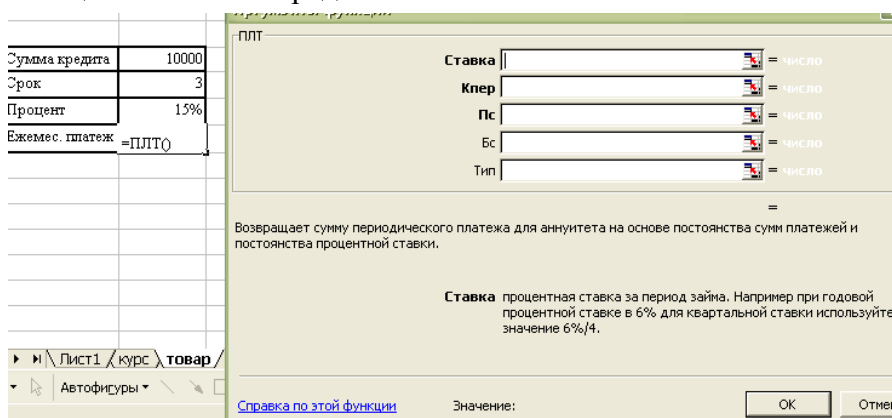 ПЛТ
Сумма кредита 10000
Срок 3
Процент 15%
Ежемес. платеж =ПЛТ()
Ставка = число
Кпер = число
Пс = число
Бс = число
Тип = число
=
Возвращает сумму периодического платежа для аннуитета на основе постоянства сумм платежей и
постоянства процентной ставки.
Ставка процентная ставка за период займа. Например при годовой
процентной ставке в 6% для квартальной ставки используйте
значение 6%/4.
Лист1 курс товар
Автофигуры
Справка по этой функции Значение: ОК Отме